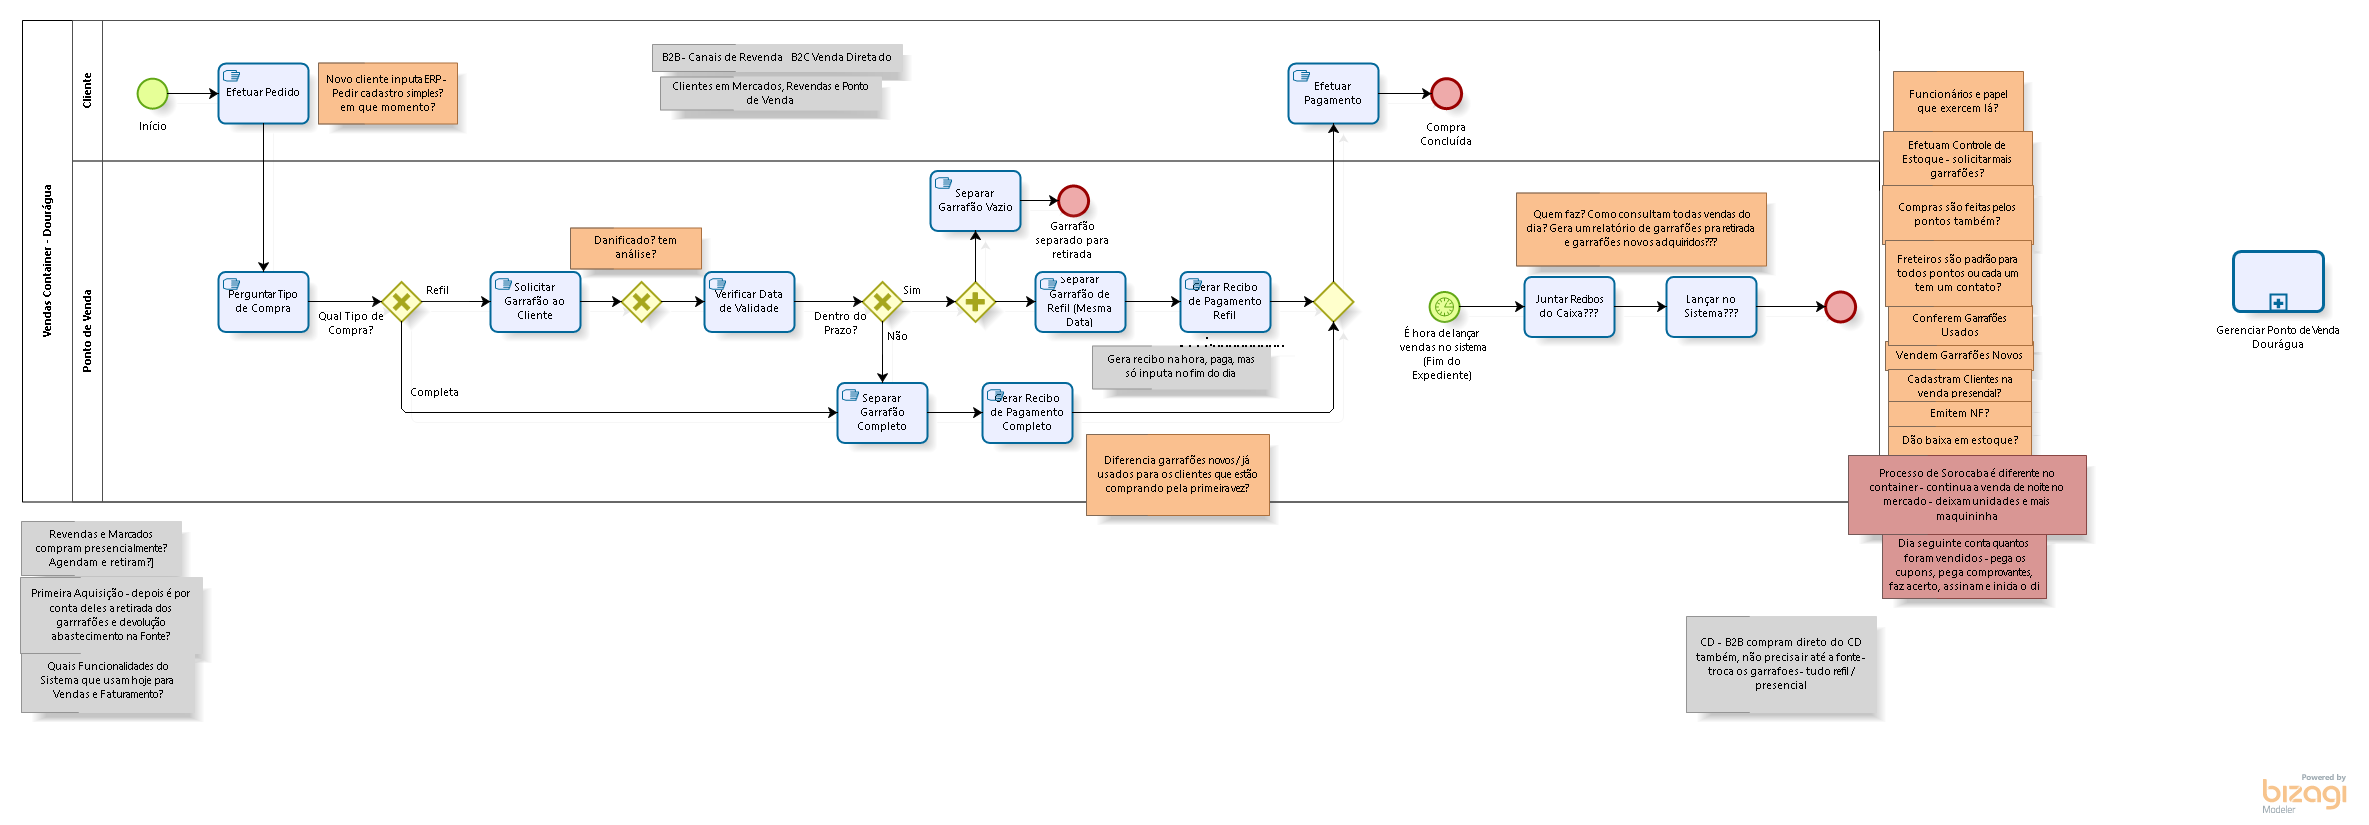 Vendas Container - Dourágua
Cliente
Início
Efetuar Pedido
Novo cliente inputa ERP -
Pedir cadastro simples?
em que momento?
B2B - Canais de Revenda   B2C Venda Direta do
Clientes em Mercados, Revendas e Ponto
de Venda
Efetuar
Pagamento
Compra
Concluída
Ponto de Venda
Perguntar Tipo
de Compra
Qual Tipo de
Compra?
Refil
Completa
Solicitar
Garrafão ao
Cliente
Danificado? tem
análise?
Verificar Data
de Validade
Dentro do
Prazo?
Sim
Não
Separar
Garrafão Vazio
Garrafão
separado para
retirada
Separar
Garrafão de
Refil (Mesma
Data)
Gerar Recibo
de Pagamento
Refil
Gera recibo na hora, paga, mas
só inputa no fim do dia
Separar
Garrafão
Completo
Gerar Recibo
de Pagamento
Completo
Diferencia garrafões novos/ já
usados para os clientes que estão
comprando pela primeira vez?
Quem faz? Como consultam todas vendas do
dia? Gera um relatório de garrafões pra retirada
e garrafões novos adquiridos???
É hora de lançar
vendas no sistema
(Fim do
Expediente)
Juntar Recibos
do Caixa???
Lançar no
Sistema???
Funcionários e papel
que exercem lá?
Efetuam Controle de
Estoque - solicitar mais
garrafões?
Compras são feitas pelos
pontos também?
Freteiros são padrão para
todos pontos ou cada um
tem um contato?
Conferem Garrafões
Usados
Vendem Garrafões Novos
Cadastram Clientes na
venda presencial?
Emitem NF?
Dão baixa em estoque?
Processo de Sorocaba é diferente no
container - continua a venda de noite no
mercado - deixam unidades e mais
maquininha
Dia seguinte conta quantos
foram vendidos - pega os
cupons, pega comprovantes,
faz acerto, assina me inicia o di
Gerenciar Ponto de Venda
Dourágua
Revendas e Marcados
compram presencialmente?
Agendam e retiram?]
Primeira Aquisição - depois é por
conta deles a retirada dos
garrrafões e devolução
abastecimento na Fonte?
Quais Funcionalidades do
Sistema que usam hoje para
Vendas e Faturamento?
CD - B2B compram direto do CD
também, não precisa ir até a fonte-
troca os garrafoes - tudo refil /
presencial
Powered by
bizagi
Modeler